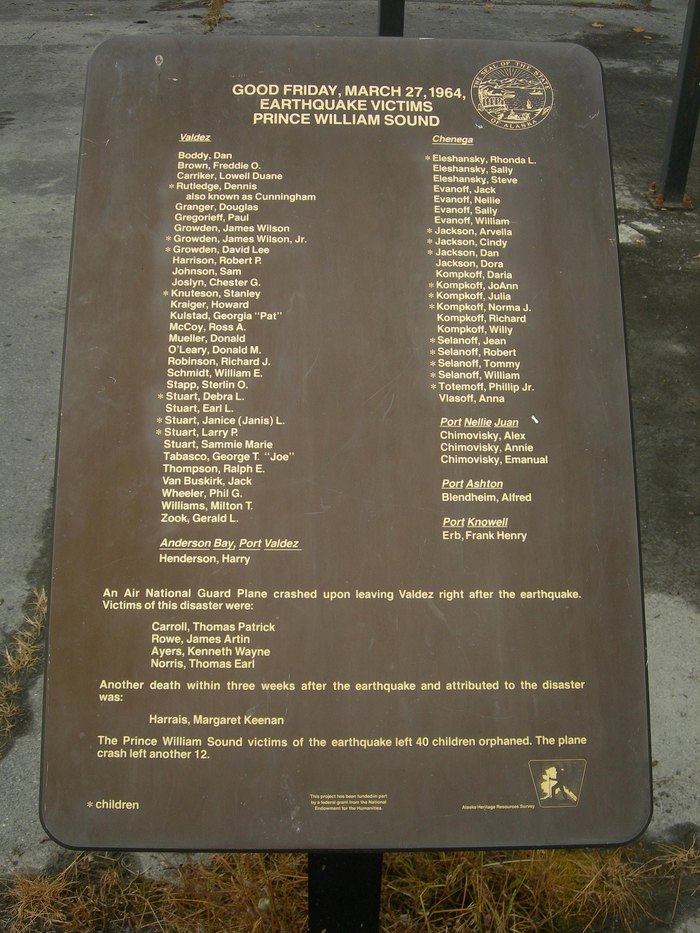 GOOD FRIDAY, MARCH 27, 1964,
EARTHQUAKE VICTIMS
PRINCE WILLIAM SOUND
THE SEAL OF THE STATE
OF ALASKA
Valdez
Boddy, Dan
Brown, Freddie O.
Carriker, Lowell Duane
* Rutledge, Dennis
also known as Cunningham
Granger, Douglas
Gregorieff, Paul
Growden, James Wilson
* Growden, James Wilson, Jr.
* Growden, David Lee
Harrison, Robert P.
Johnson, Sam
Joslyn, Chester G.
* Knuteson, Stanley
Kraiger, Howard
Kulstad, Georgia "Pat"
McCoy, Ross A.
Mueller, Donald
O'Leary, Donald M.
Robinson, Richard J.
Schmidt, William E.
Stapp, Sterlin O.
* Stuart, Debra L.
Stuart, Earl L.
* Stuart, Janice (Janis) L.
* Stuart, Larry P.
Stuart, Sammie Marie
Tabasco, George T. "Joe"
Thompson, Ralph E.
Van Buskirk, Jack
Wheeler, Phil G.
Williams, Milton T.
Zook, Gerald L.
Anderson Bay, Port Valdez
Henderson, Harry
Chenega
* Eleshansky, Rhonda L.
Eleshansky, Sally
Eleshansky, Steve
Evanoff, Jack
Evanoff, Nellie
Evanoff, Sally
Evanoff, William
* Jackson, Arvella
* Jackson, Cindy
* Jackson, Dan
Jackson, Dora
Kompkoff, Daria
* Kompkoff, JoAnn
* Kompkoff, Julia
* Kompkoff, Norma J.
Kompkoff, Richard
Kompkoff, Willy
* Selanoff, Jean
* Selanoff, Robert
* Selanoff, Tommy
* Selanoff, William
* Totemoff, Phillip Jr.
Vlasoff, Anna
Port Nellie Juan
Chimovisky, Alex
Chimovisky, Annie
Chimovisky, Emanual
Port Ashton
Blendheim, Alfred
Port Knowell
Erb, Frank Henry
An Air National Guard Plane crashed upon leaving Valdez right after the earthquake.
Victims of this disaster were:
Carroll, Thomas Patrick
Rowe, James Artin
Ayers, Kenneth Wayne
Norris, Thomas Earl
Another death within three weeks after the earthquake and attributed to the disaster
was:
Harrais, Margaret Keenan
The Prince William Sound victims of the earthquake left 40 children orphaned. The plane
crash left another 12.
* children
This project has been funded in part
by a federal grant from the National
Endowment for the Humanities.
Alaska Heritage Resources Survey